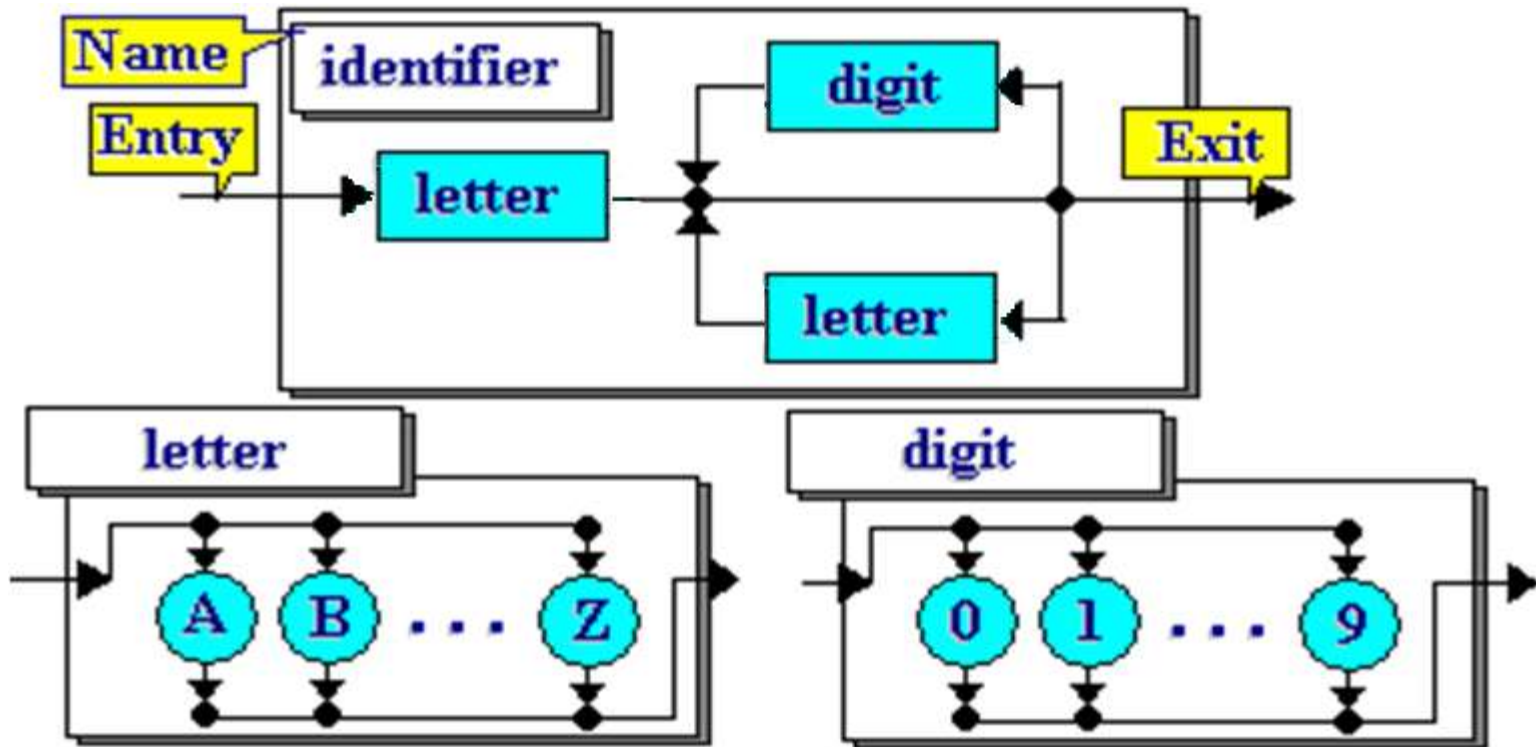 Name
identifier
digit
Entry
Exit
letter
letter
letter
digit
A B ... Z
0 1 ... 9